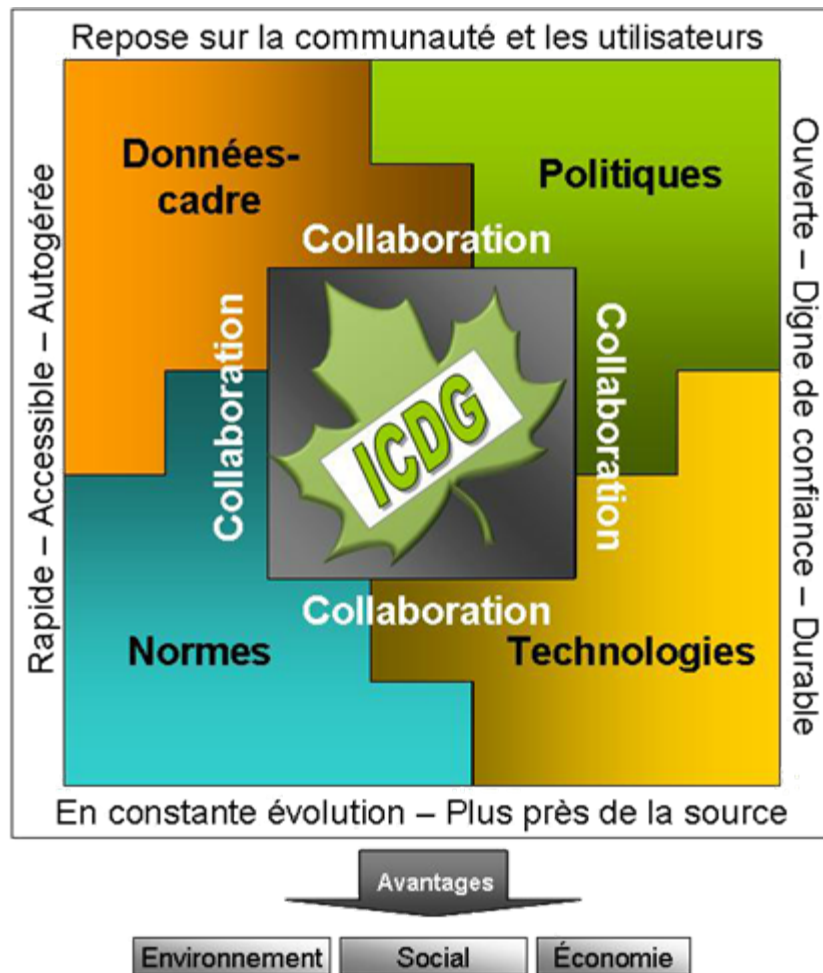 Repose sur la communauté et les utilisateurs
Rapide – Accessible – Autogérée
Données-
cadre
Politiques
Ouverte – Digne de confiance – Durable
Collaboration
Collaboration
ICDG
Collaboration
Collaboration
Normes
Technologies
En constante évolution – Plus près de la source
Avantages
Environnement
Social
Économie